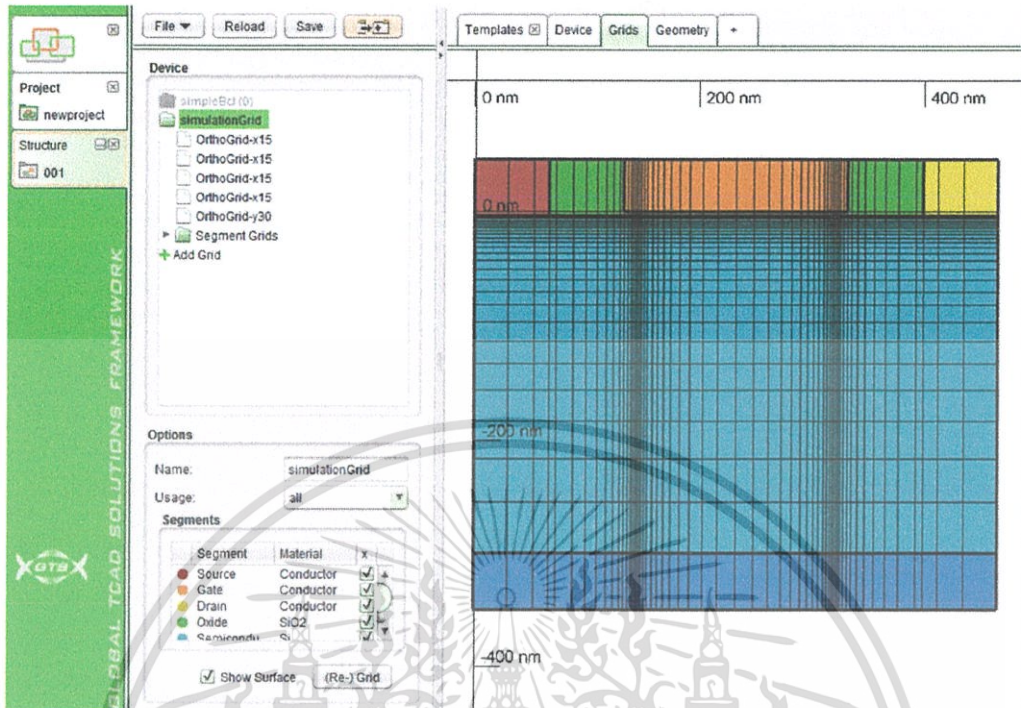 File Reload Save
Templates Device Grids Geometry +
Project
newproject
Structure
001
Device
simpleBcl (0)
simulationGrid
OrthoGrid-x15
OrthoGrid-x15
OrthoGrid-x15
OrthoGrid-x15
OrthoGrid-y30
Segment Grids
Add Grid
Options
Name: simulationGrid
Usage: all
Segments
Segment Material x
Source Conductor
Gate Conductor
Drain Conductor
Oxide SiO2
Semicondu Si
Show Surface (Re-) Grid
0 nm 200 nm 400 nm
0 nm
-200 nm
-400 nm
GLOBAL TCAD SOLUTIONS FRAMEWORK
GTS